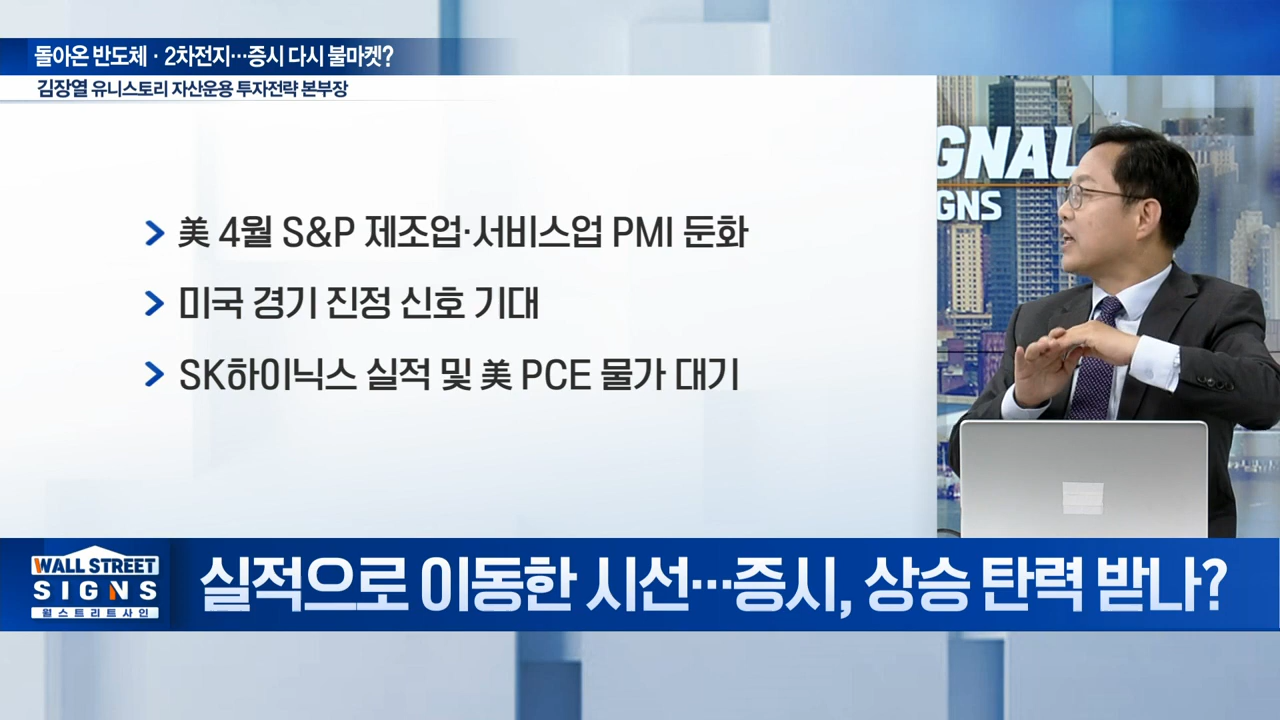 돌아온 반도체 · 2차전지…증시 다시 불마켓?
김장열 유니스토리 자산운용 투자전략 본부장
GNAL
GNS
> 美 4월 S&P 제조업·서비스업 PMI 둔화
> 미국 경기 진정 신호 기대
> SK하이닉스 실적 및 美 PCE 물가 대기
WALL STREET
SIGNS
월스트리트사인
실적으로 이동한 시선…증시, 상승 탄력 받나?